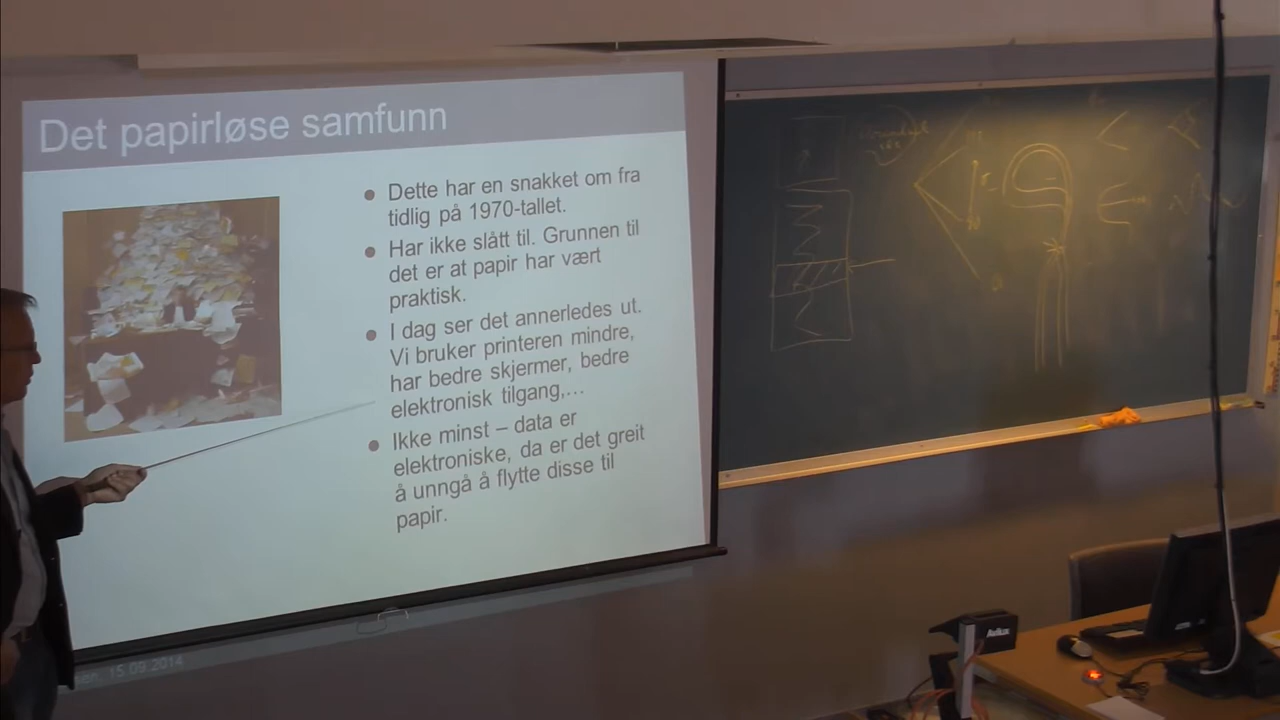 Det papirløse samfunn
Dette har en snakket om fra
tidlig på 1970-tallet.
Har ikke slått til. Grunnen til
det er at papir har vært
praktisk.
I dag ser det annerledes ut.
Vi bruker printeren mindre,
har bedre skjermer, bedre
elektronisk tilgang,...
Ikke minst – data er
elektroniske, da er det greit
å unngå å flytte disse til
papir.
15.09.2014